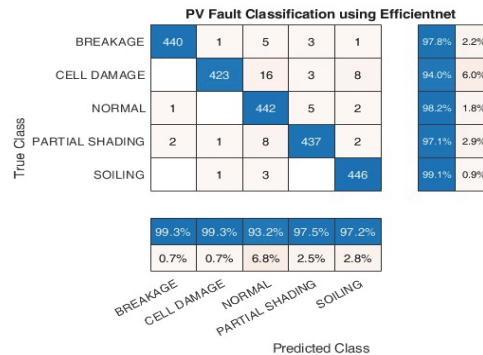 PV Fault Classification using Efficientnet
BREAKAGE 440 1 5 3 1 97.8% 2.2%
CELL DAMAGE 423 16 3 8 94.0% 6.0%
NORMAL 1 442 5 2 98.2% 1.8%
PARTIAL SHADING 2 1 8 437 2 97.1% 2.9%
SOILING 1 3 446 99.1% 0.9%
True Class
99.3% 99.3% 93.2% 97.5% 97.2%
0.7% 0.7% 6.8% 2.5% 2.8%
BREAKAGE
CELL DAMAGE
NORMAL
PARTIAL SHADING
SOILING
Predicted Class